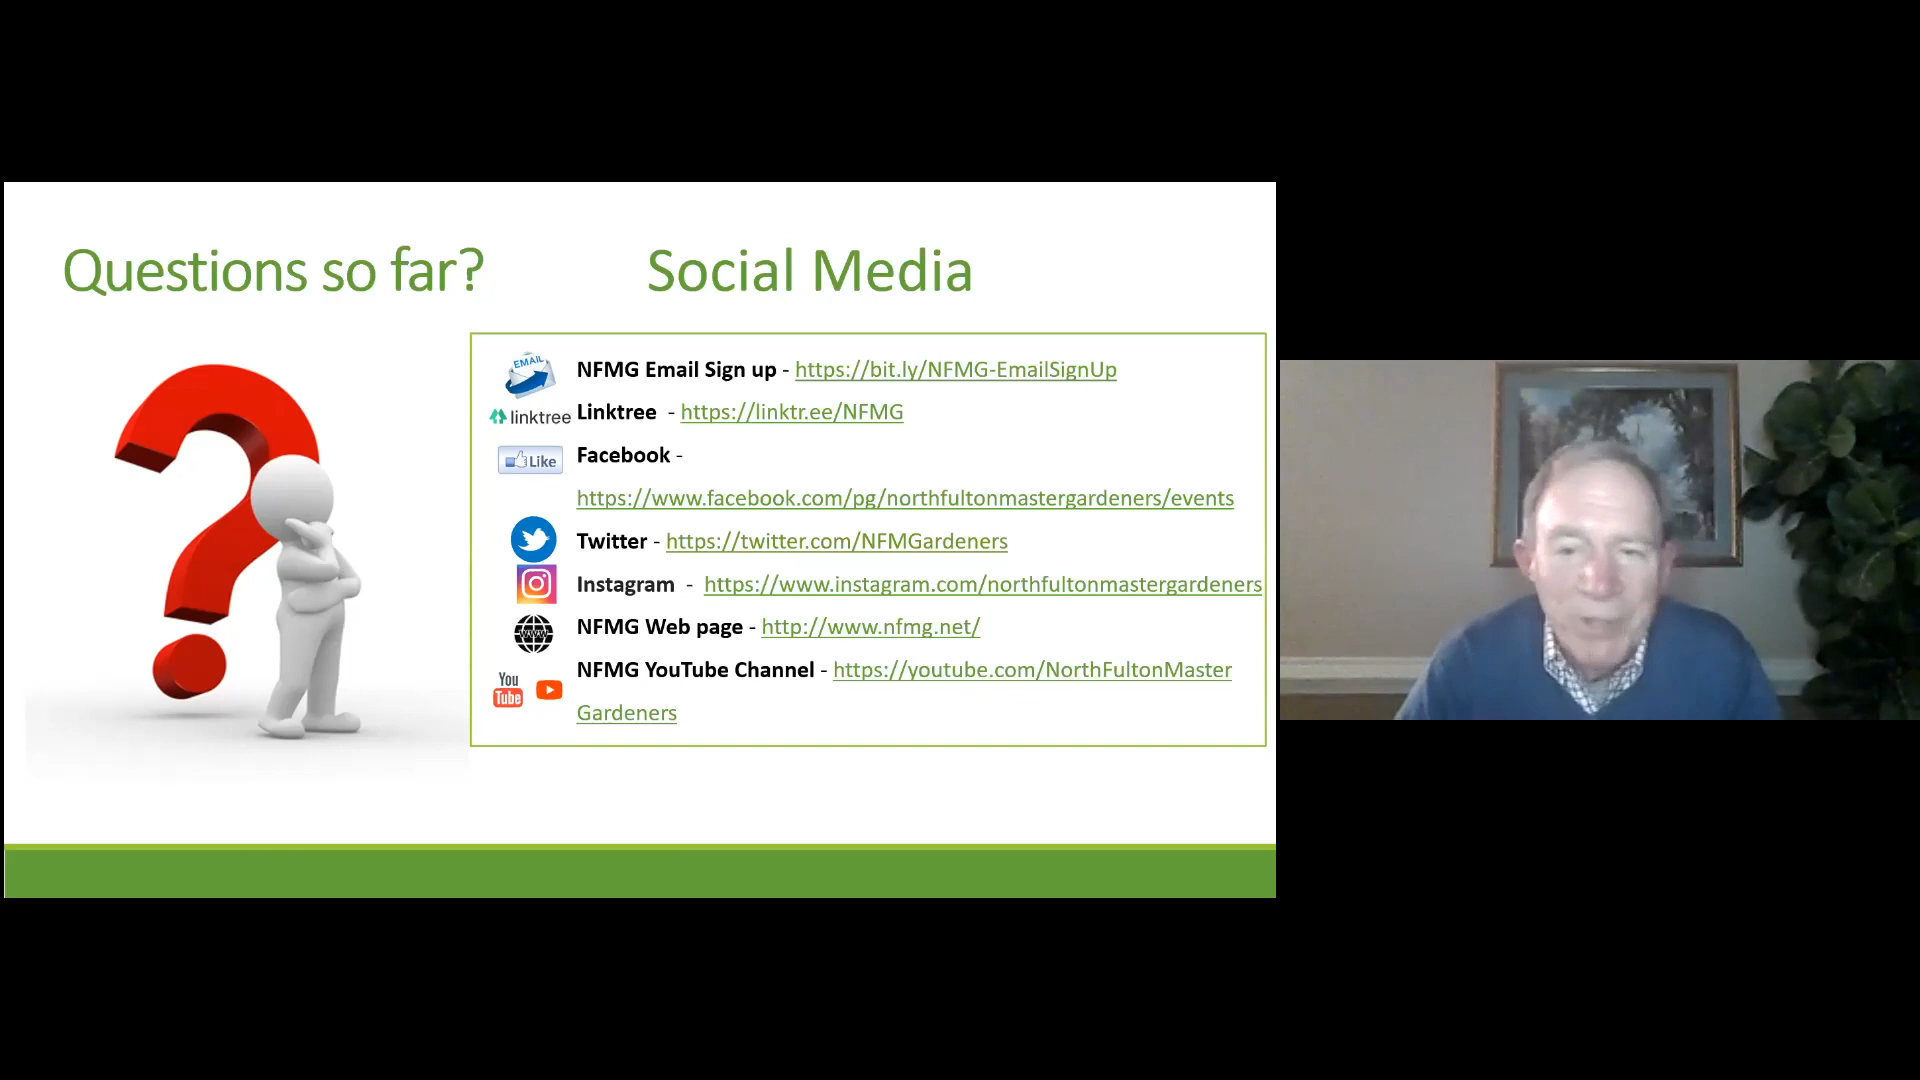 Questions so far?
Social Media
EMAIL
NFMG Email Sign up - https://bit.ly/NFMG-EmailSignUp
linktree
Linktree - https://linktr.ee/NFMG
Like
Facebook -
https://www.facebook.com/pg/northfultonmastergardeners/events
Twitter - https://twitter.com/NFMGardeners
Instagram - https://www.instagram.com/northfultonmastergardeners
WWW
NFMG Web page - http://www.nfmg.net/
You
Tube
NFMG YouTube Channel - https://youtube.com/NorthFultonMaster
Gardeners